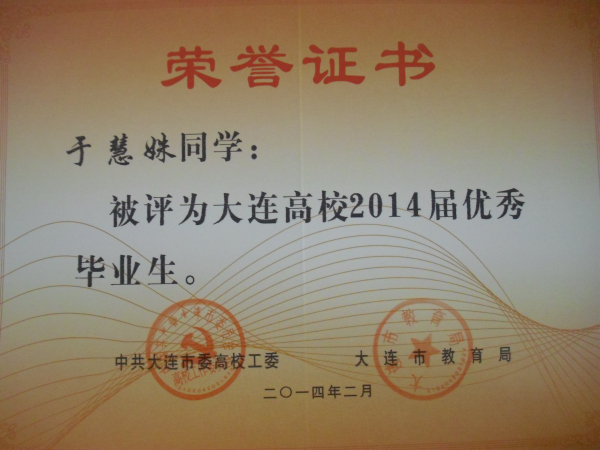 荣誉证书
于慧姝同学：
被评为大连高校2014届优秀
毕业生。
中共大连市委高校工委 大连市教育局
二〇一四年二月